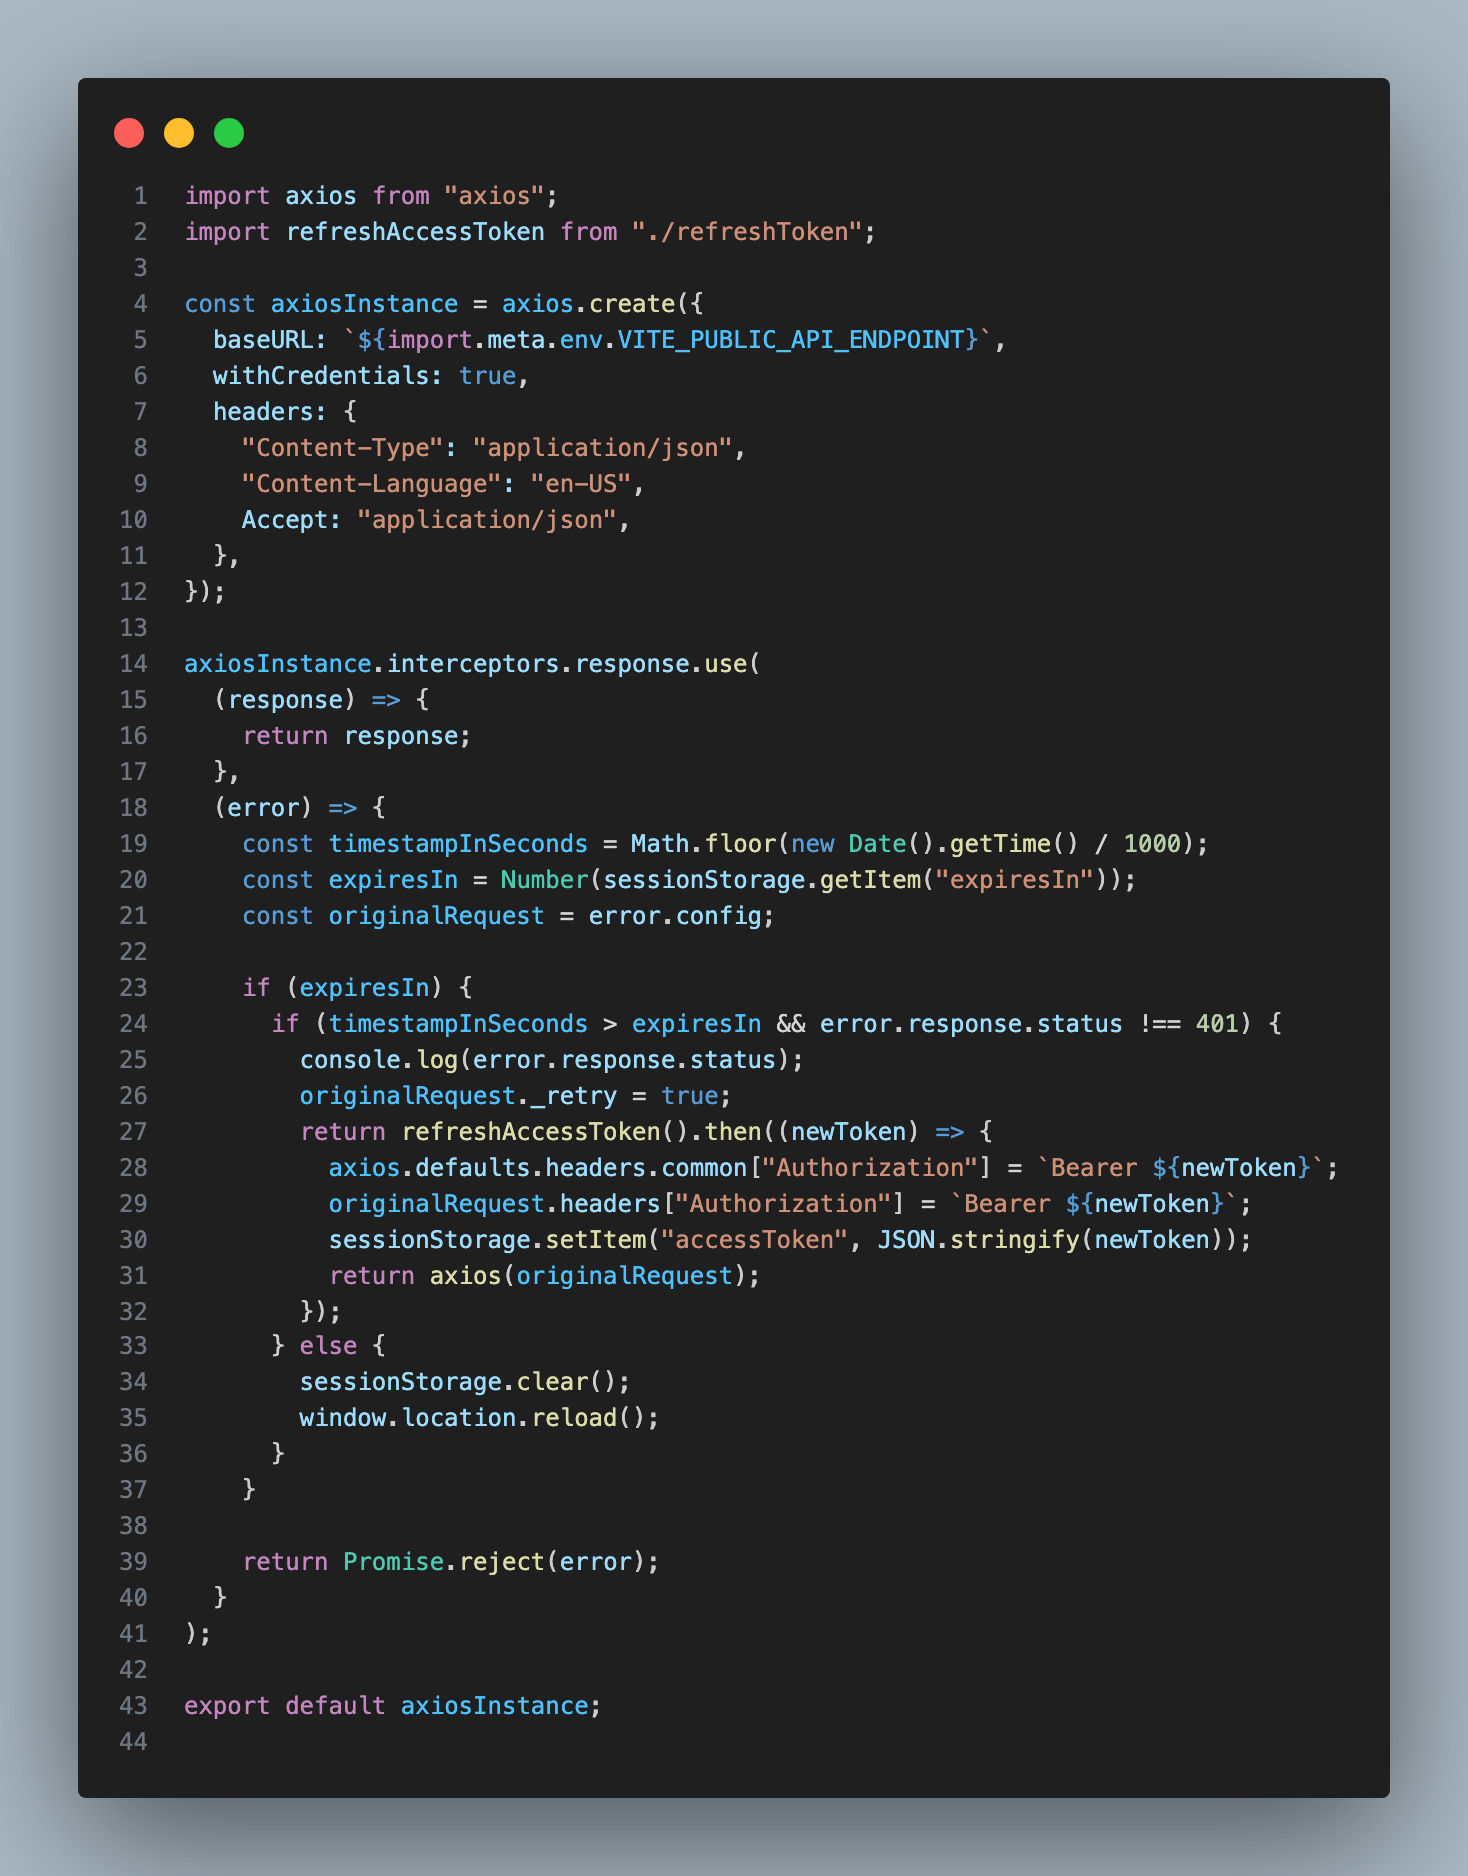 1 import axios from "axios";
2 import refreshAccessToken from "./refreshToken";
3
4 const axiosInstance = axios.create({
5   baseURL: `${import.meta.env.VITE_PUBLIC_API_ENDPOINT}`,
6   withCredentials: true,
7   headers: {
8     "Content-Type": "application/json",
9     "Content-Language": "en-US",
10     Accept: "application/json",
11   },
12 });
13
14 axiosInstance.interceptors.response.use(
15   (response) => {
16     return response;
17   },
18   (error) => {
19     const timestampInSeconds = Math.floor(new Date().getTime() / 1000);
20     const expiresIn = Number(sessionStorage.getItem("expiresIn"));
21     const originalRequest = error.config;
22
23     if (expiresIn) {
24       if (timestampInSeconds > expiresIn && error.response.status !== 401) {
25         console.log(error.response.status);
26         originalRequest._retry = true;
27         return refreshAccessToken().then((newToken) => {
28           axios.defaults.headers.common["Authorization"] = `Bearer ${newToken}`;
29           originalRequest.headers["Authorization"] = `Bearer ${newToken}`;
30           sessionStorage.setItem("accessToken", JSON.stringify(newToken));
31           return axios(originalRequest);
32         });
33       } else {
34         sessionStorage.clear();
35         window.location.reload();
36       }
37     }
38
39     return Promise.reject(error);
40   }
41 );
42
43 export default axiosInstance;
44